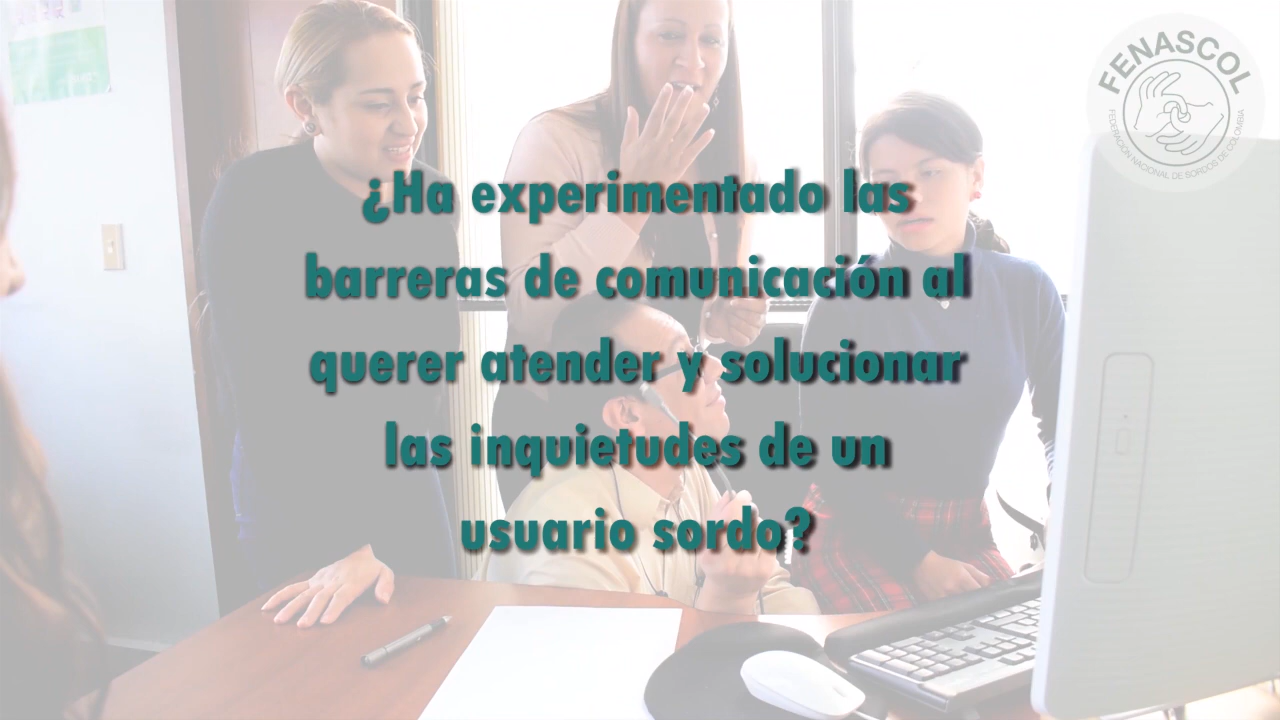 FENASCOL
FEDERACIÓN NACIONAL DE SORDOS DE COLOMBIA
¿Ha experimentado las
barreras de comunicación al
querer atender y solucionar
las inquietudes de un
usuario sordo?